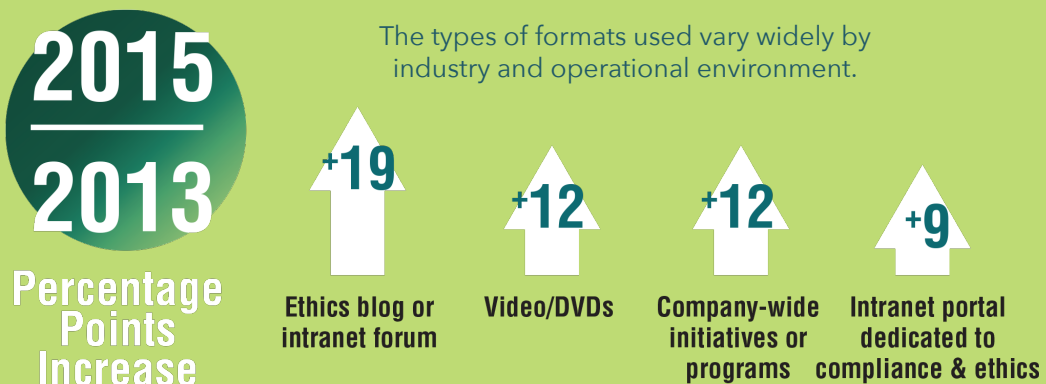 2015
2013
Percentage
Points
Increase
The types of formats used vary widely by
industry and operational environment.
+19
Ethics blog or
intranet forum
+12
Video/DVDs
+12
Company-wide
initiatives or
programs
+9
Intranet portal
dedicated to
compliance & ethics